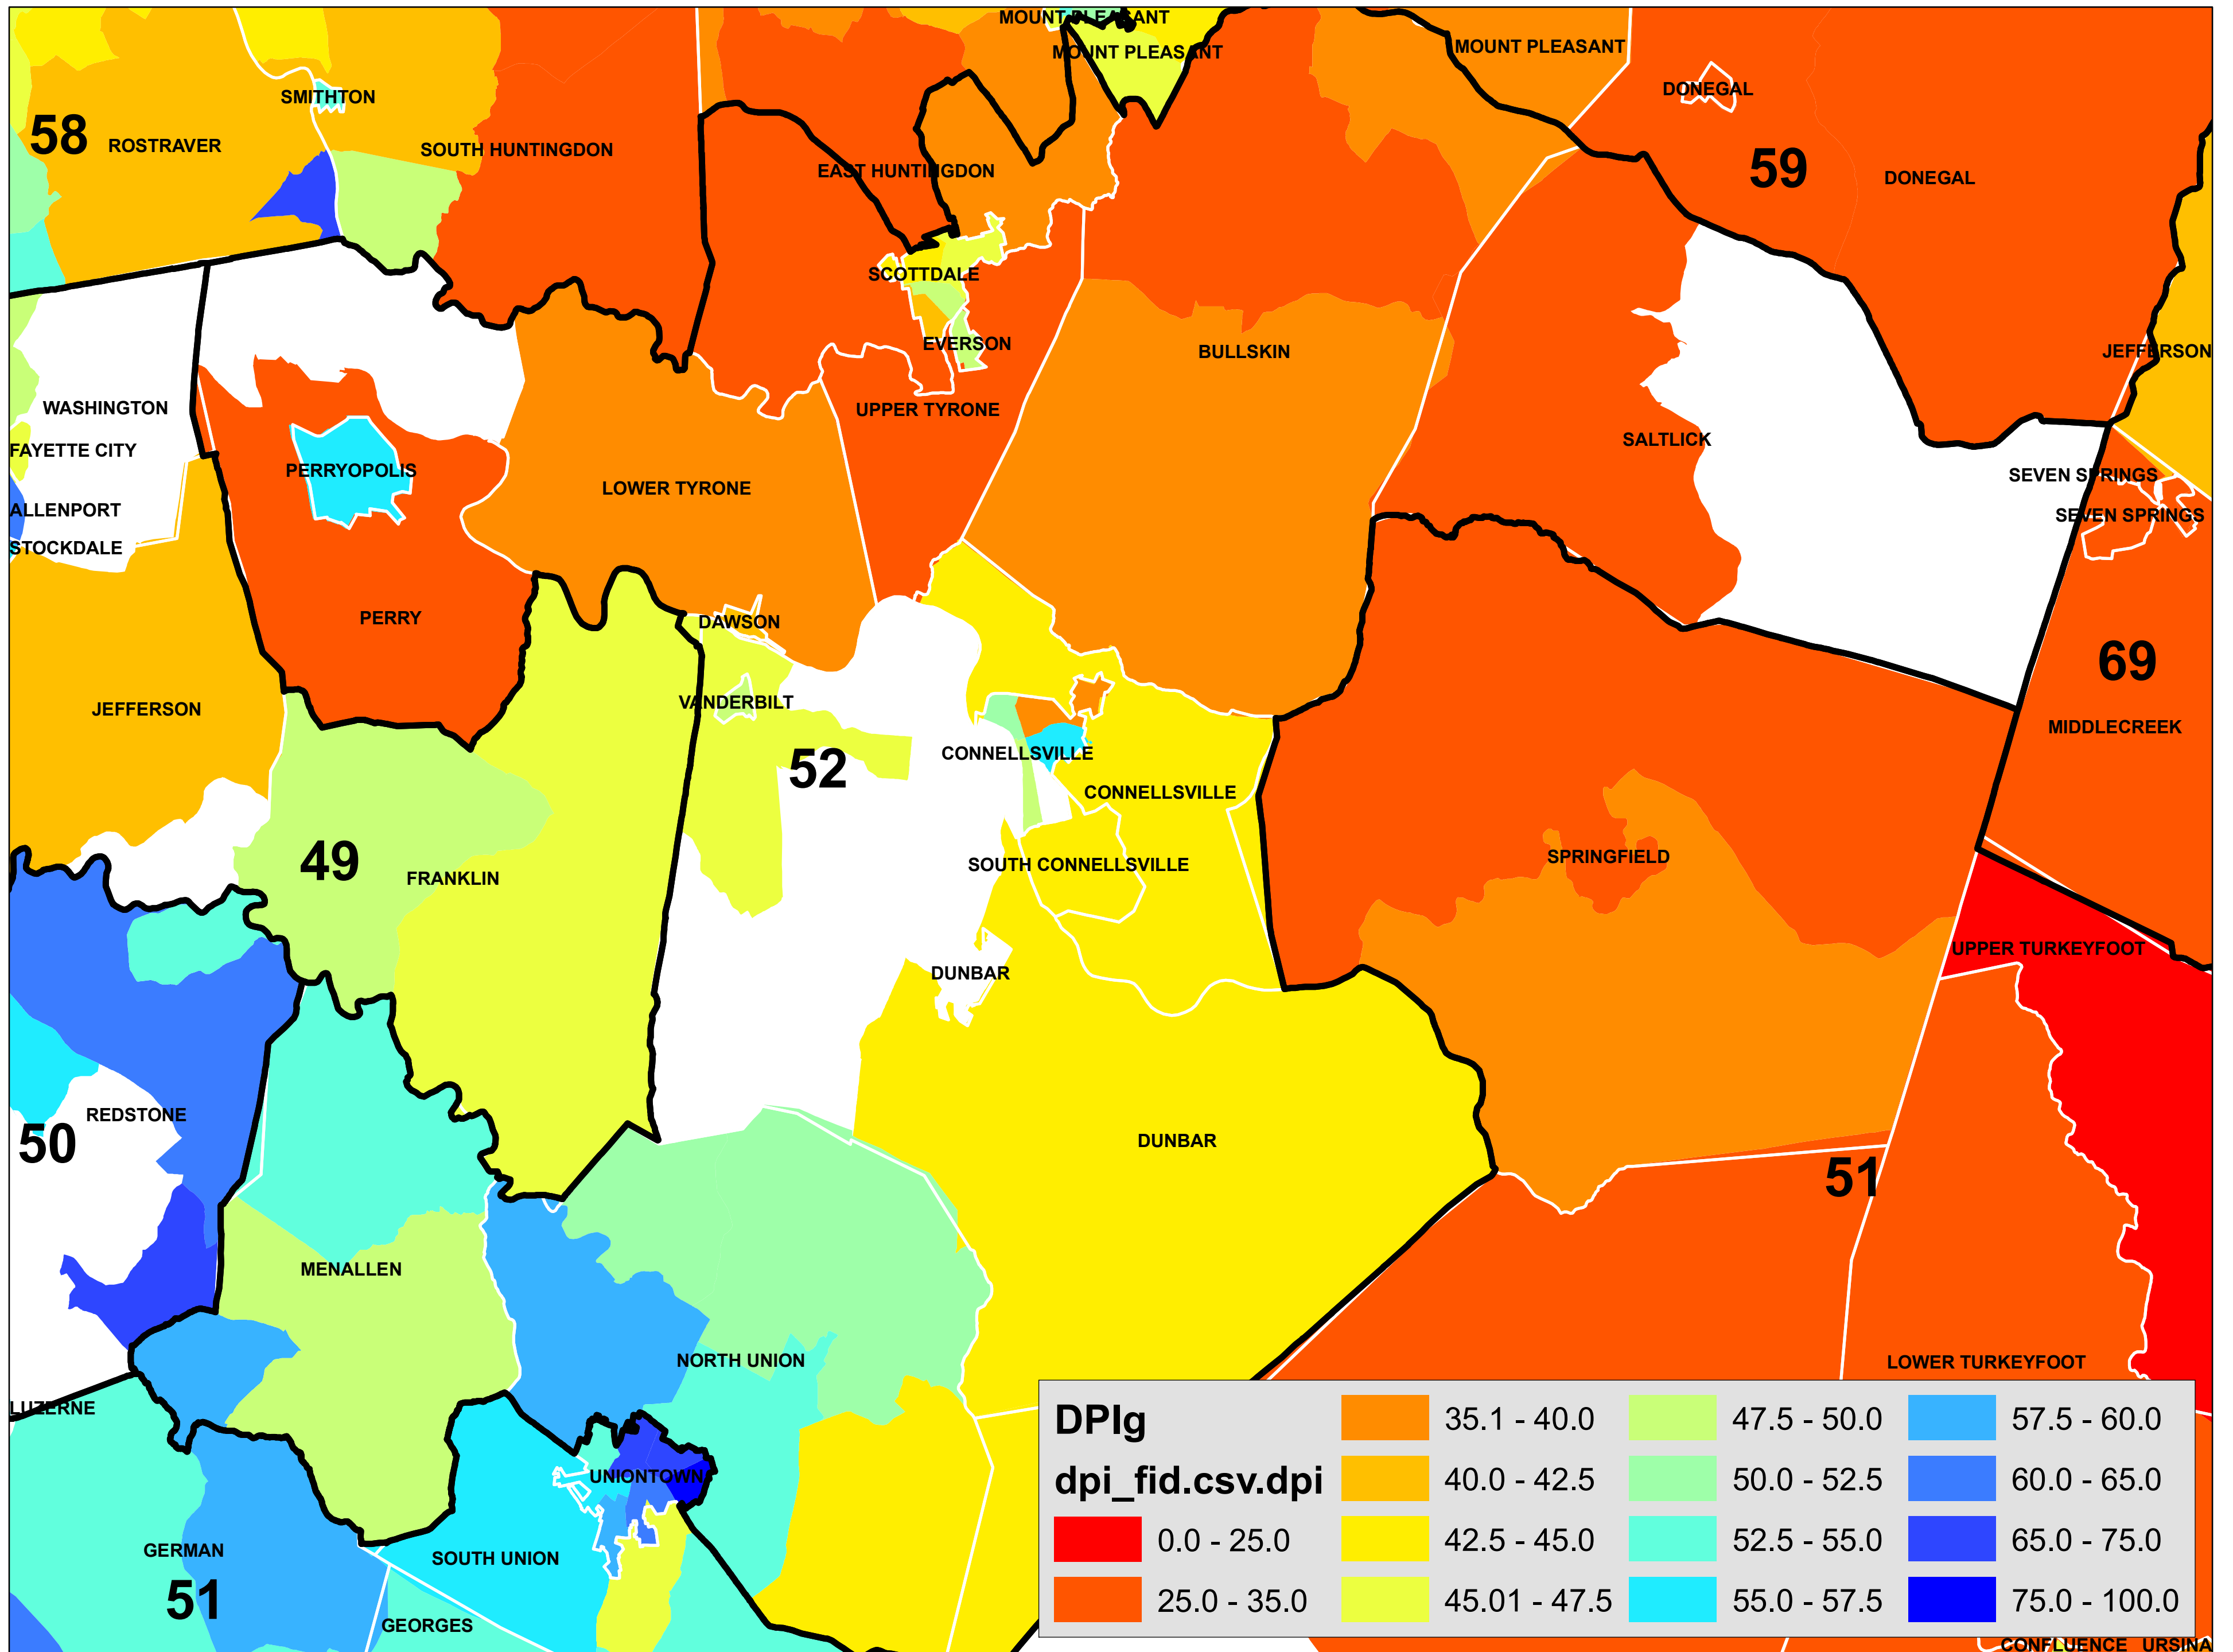 MOUNT PLEASANT
MOUNT PLEASANT
MOUNT PLEASANT
DONEGAL
SMITHTON
58
ROSTRAVER
SOUTH HUNTINGDON
EAST HUNTINGDON
59
DONEGAL
SCOTTDALE
EVERSON
BULLSKIN
JEFFERSON
WASHINGTON
UPPER TYRONE
SALTLICK
FAYETTE CITY
PERRYOPOLIS
SEVEN SPRINGS
LOWER TYRONE
ALLENPORT
SEVEN SPRINGS
STOCKDALE
PERRY
DAWSON
69
VANDERBILT
JEFFERSON
MIDDLECREEK
52
CONNELLSVILLE
CONNELLSVILLE
49
FRANKLIN
SOUTH CONNELLSVILLE
SPRINGFIELD
UPPER TURKEYFOOT
DUNBAR
REDSTONE
50
DUNBAR
51
MENALLEN
NORTH UNION
LOWER TURKEYFOOT
LUZERNE
UNIONTOWN
GERMAN
SOUTH UNION
51
GEORGES
DPIg
dpi_fid.csv.dpi
0.0 - 25.0
25.0 - 35.0
35.1 - 40.0
40.0 - 42.5
42.5 - 45.0
45.01 - 47.5
47.5 - 50.0
50.0 - 52.5
52.5 - 55.0
55.0 - 57.5
57.5 - 60.0
60.0 - 65.0
65.0 - 75.0
75.0 - 100.0
CONFLUENCE
URSINA